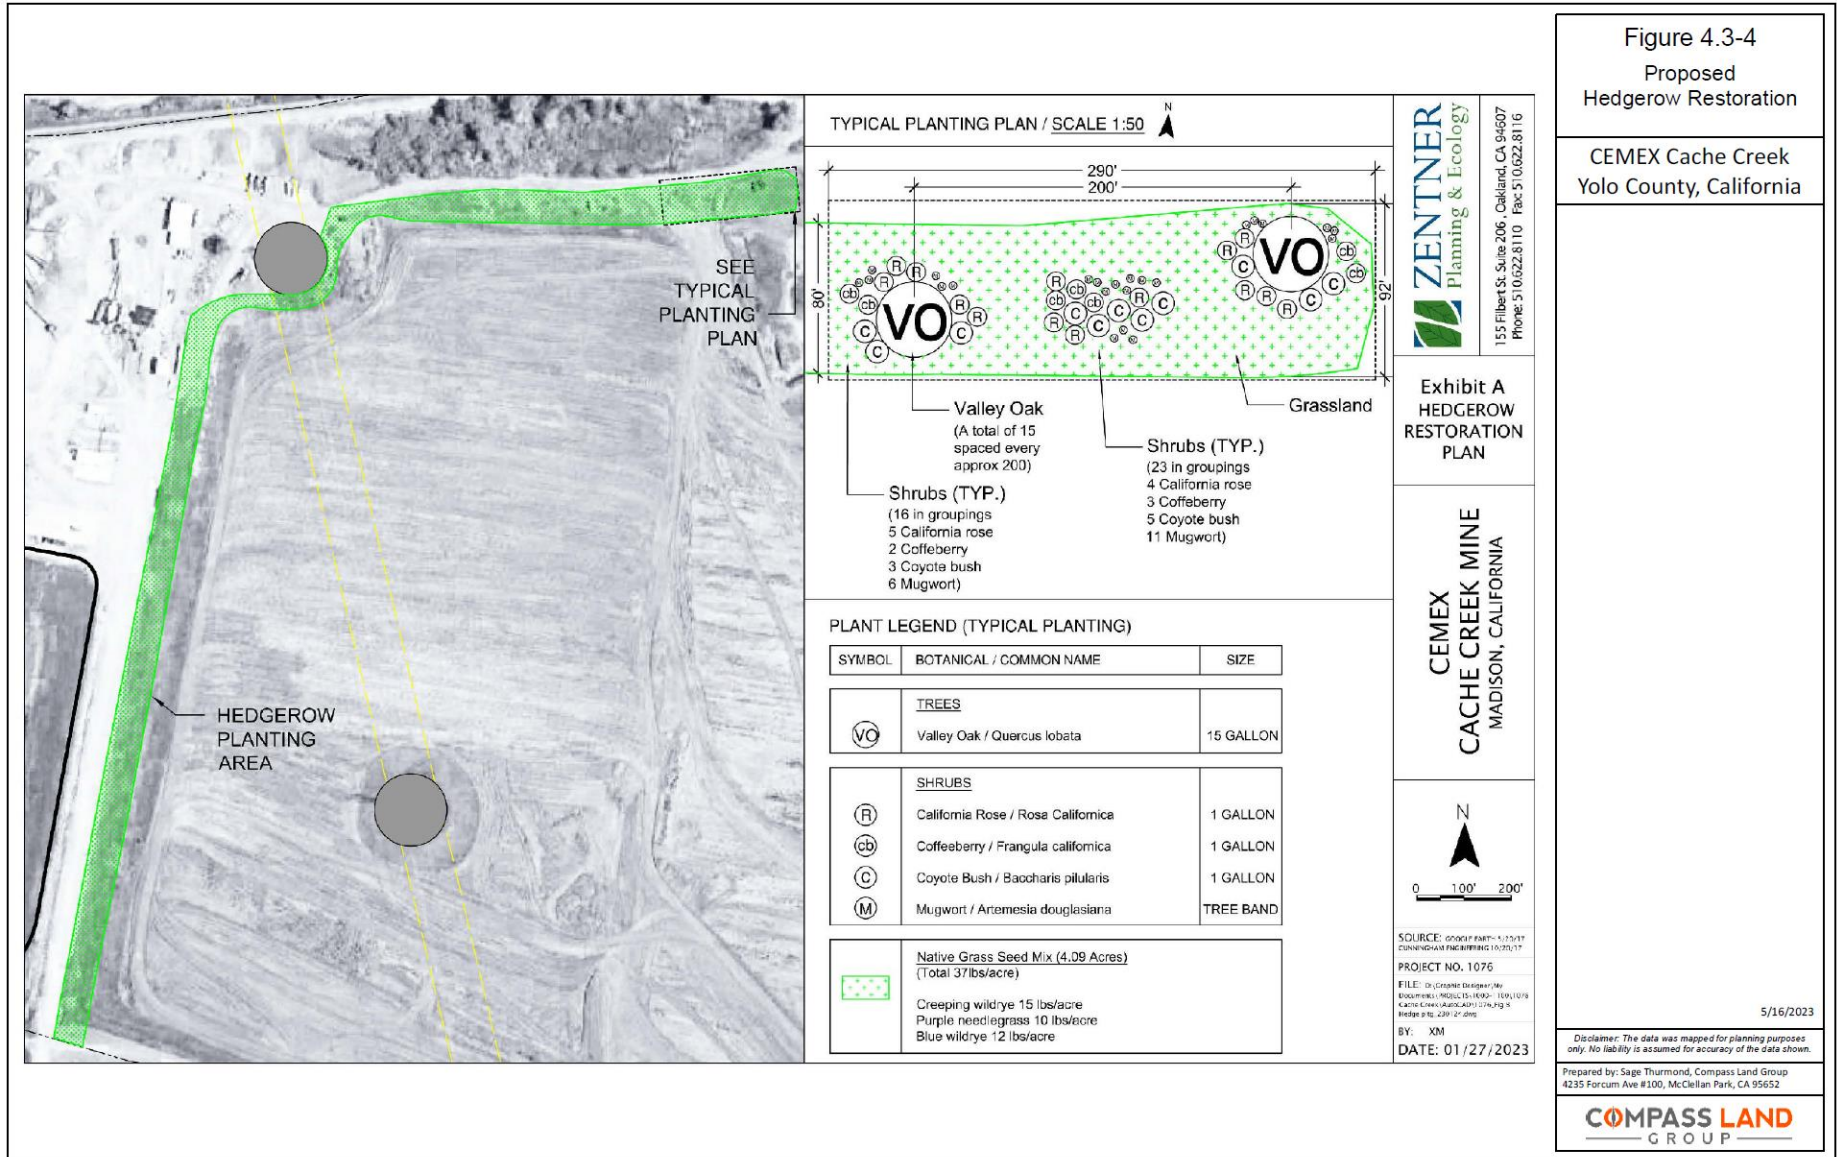 Figure 4.3-4
Proposed
Hedgerow Restoration
CEMEX Cache Creek
Yolo County, California
SEE
TYPICAL
PLANTING
PLAN
HEDGEROW
PLANTING
AREA
TYPICAL PLANTING PLAN / SCALE 1:50
N
290'
200'
80'
92'
VO
VO
Valley Oak
(A total of 15
spaced every
approx 200)
Grassland
Shrubs (TYP.)
(23 in groupings
4 California rose
3 Coffeberry
5 Coyote bush
11 Mugwort)
Shrubs (TYP.)
(16 in groupings
5 California rose
2 Coffeberry
3 Coyote bush
6 Mugwort)
PLANT LEGEND (TYPICAL PLANTING)
SYMBOL BOTANICAL / COMMON NAME SIZE
TREES
VO Valley Oak / Quercus lobata 15 GALLON
SHRUBS
R California Rose / Rosa Californica 1 GALLON
cb Coffeeberry / Frangula californica 1 GALLON
C Coyote Bush / Baccharis pilularis 1 GALLON
M Mugwort / Artemesia douglasiana TREE BAND
Native Grass Seed Mix (4.09 Acres)
(Total 37lbs/acre)
Creeping wildrye 15 lbs/acre
Purple needlegrass 10 lbs/acre
Blue wildrye 12 lbs/acre
ZENTNER
Planning & Ecology
155 Filbert St. Suite 206 , Oakland, CA 94607
Phone: 510.622.8110 Fax: 510.622.8116
Exhibit A
HEDGEROW
RESTORATION
PLAN
CEMEX
CACHE CREEK MINE
MADISON, CALIFORNIA
N
0 100' 200'
SOURCE: GOOGLE EARTH
CUNNINGHAM ENGINEERING
PROJECT NO. 1076
FILE:
BY: XM
DATE: 01/27/2023
5/16/2023
Disclaimer: The data was mapped for planning purposes
only. No liability is assumed for accuracy of the data shown.
Prepared by: Sage Thurmond, Compass Land Group
4235 Forcum Ave #100, McClellan Park, CA 95652
COMPASS LAND
GROUP